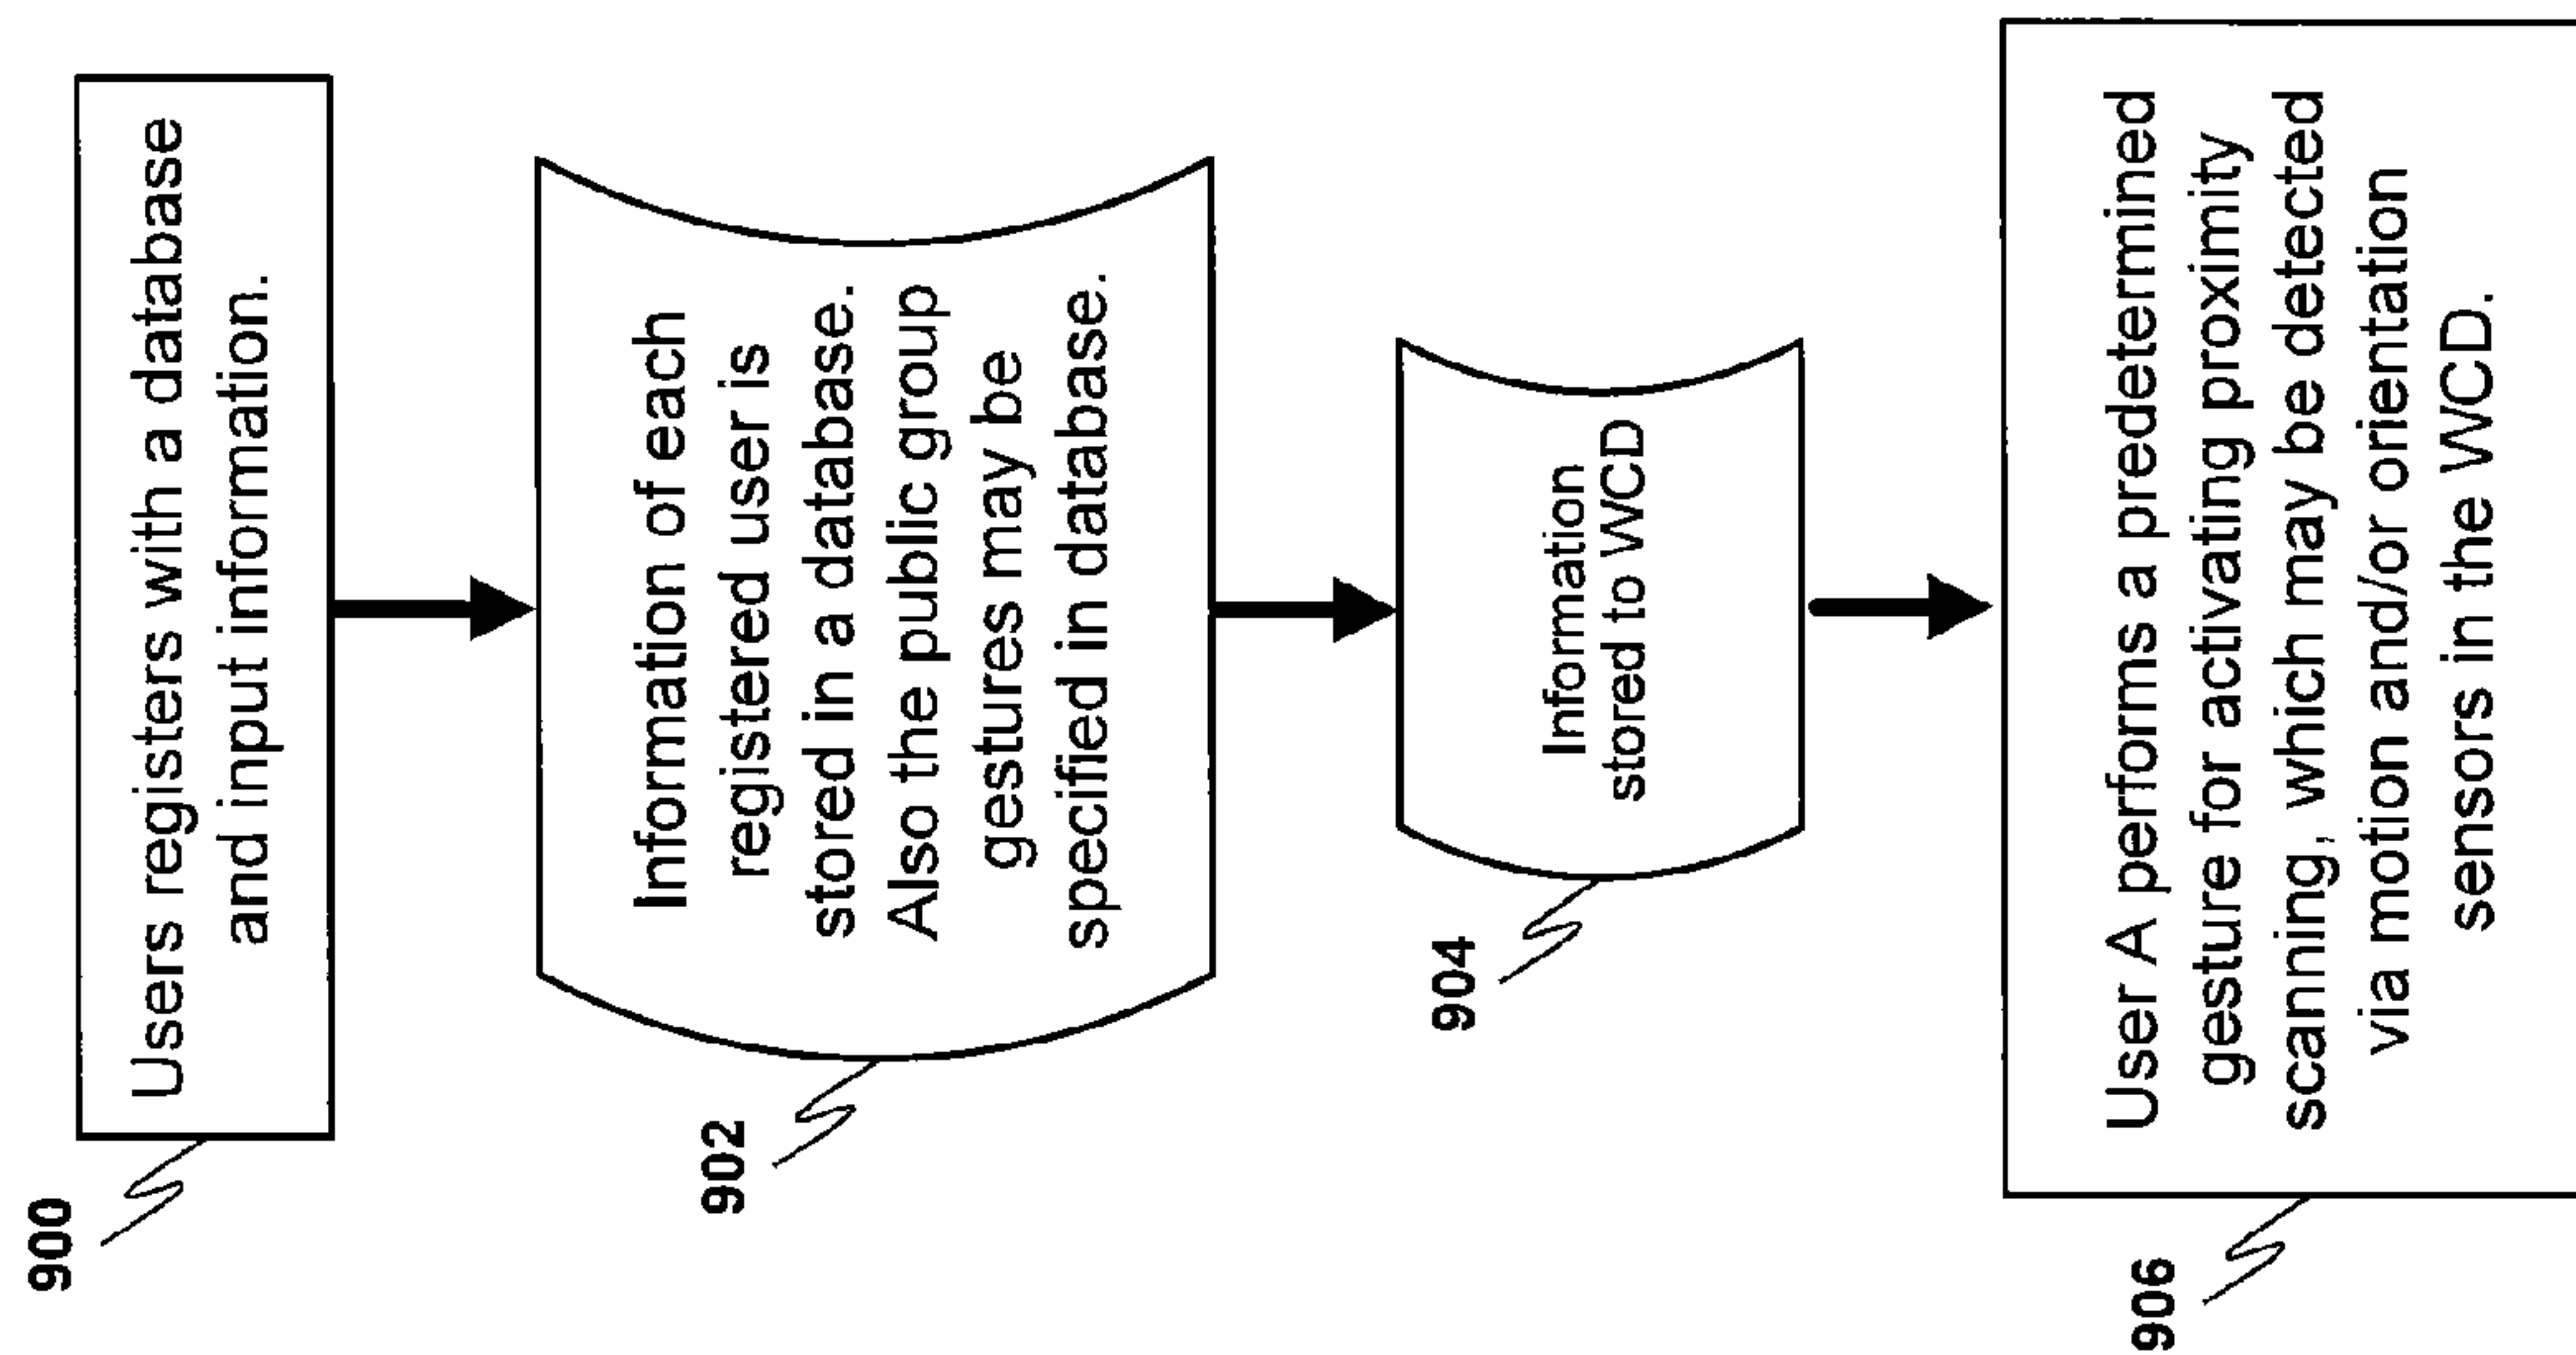 900
Users registers with a database
and input information.
902
Information of each
registered user is
stored in a database.
Also the public group
gestures may be
specified in database.
904
Information
stored to WCD
906
User A performs a predetermined
gesture for activating proximity
scanning, which may be detected
via motion and/or orientation
sensors in the WCD.